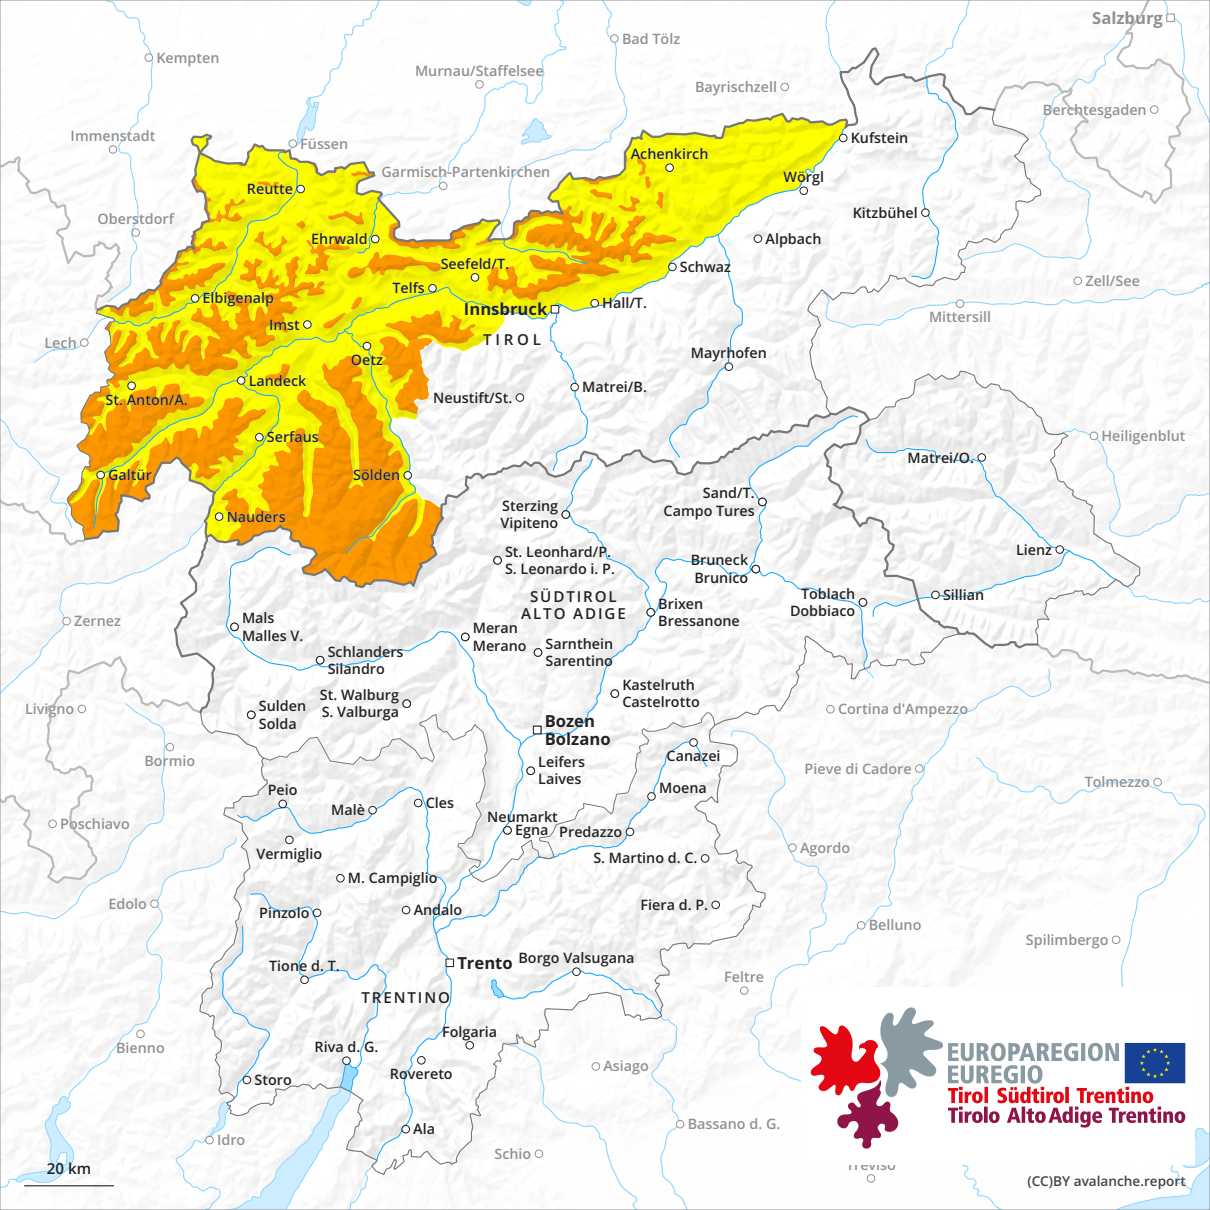 Salzburg
Bad Tölz
Kempten
Murnau/Staffelsee
Bayrischzell
Berchtesgaden
Immenstadt
Füssen
Kufstein
Achenkirch
Garmisch-Partenkirchen
Wörgl
Reutte
Oberstdorf
Kitzbühel
Ehrwald
Alpbach
Seefeld/T.
Schwaz
Zell/See
Telfs
Elbigenalp
Hall/T.
Innsbruck
Mittersill
Imst
TIROL
Lech
Oetz
Mayrhofen
Landeck
Matrei/B.
St. Anton/A.
Neustift/St.
Serfaus
Heiligenblut
Matrei/O.
Galtür
Sölden
Sand/T.
Campo Tures
Sterzing
Vipiteno
Nauders
St. Leonhard/P.
S. Leonardo i. P.
Lienz
Bruneck
Brunico
SÜDTIROL
ALTO ADIGE
Toblach
Dobbiaco
Sillian
Brixen
Bressanone
Zernez
Mals
Malles V.
Meran
Merano
Sarnthein
Sarentino
Schlanders
Silandro
Kastelruth
Castelrotto
St. Walburg
S. Valburga
Livigno
Sulden
Solda
Cortina d'Ampezzo
Bozen
Bolzano
Bormio
Canazei
Leifers
Laives
Pieve di Cadore
Tolmezzo
Peio
Moena
Malè
Cles
Neumarkt
Egna
Predazzo
Poschiavo
Vermiglio
Agordo
S. Martino d. C.
M. Campiglio
Edolo
Pinzolo
Andalo
Fiera d. P.
Belluno
Spilimbergo
Trento
Borgo Valsugana
Tione d. T.
Feltre
TRENTINO
Folgaria
Bienno
Riva d. G.
EUROPAREGION
EUREGIO
Rovereto
Asiago
Storo
Tirol Südtirol Trentino
Tirolo Alto Adige Trentino
Ala
Bassano d. G.
Idro
Schio
Treviso
20 km
(CC)BY avalanche.report